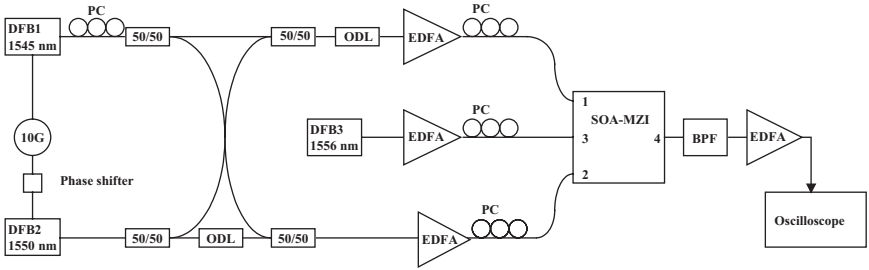 DFB1
1545 nm
PC
50/50
50/50
ODL
EDFA
PC
10G
Phase shifter
DFB3
1556 nm
EDFA
PC
1
SOA-MZI
3
4
2
BPF
EDFA
Oscilloscope
DFB2
1550 nm
50/50
ODL
50/50
EDFA
PC